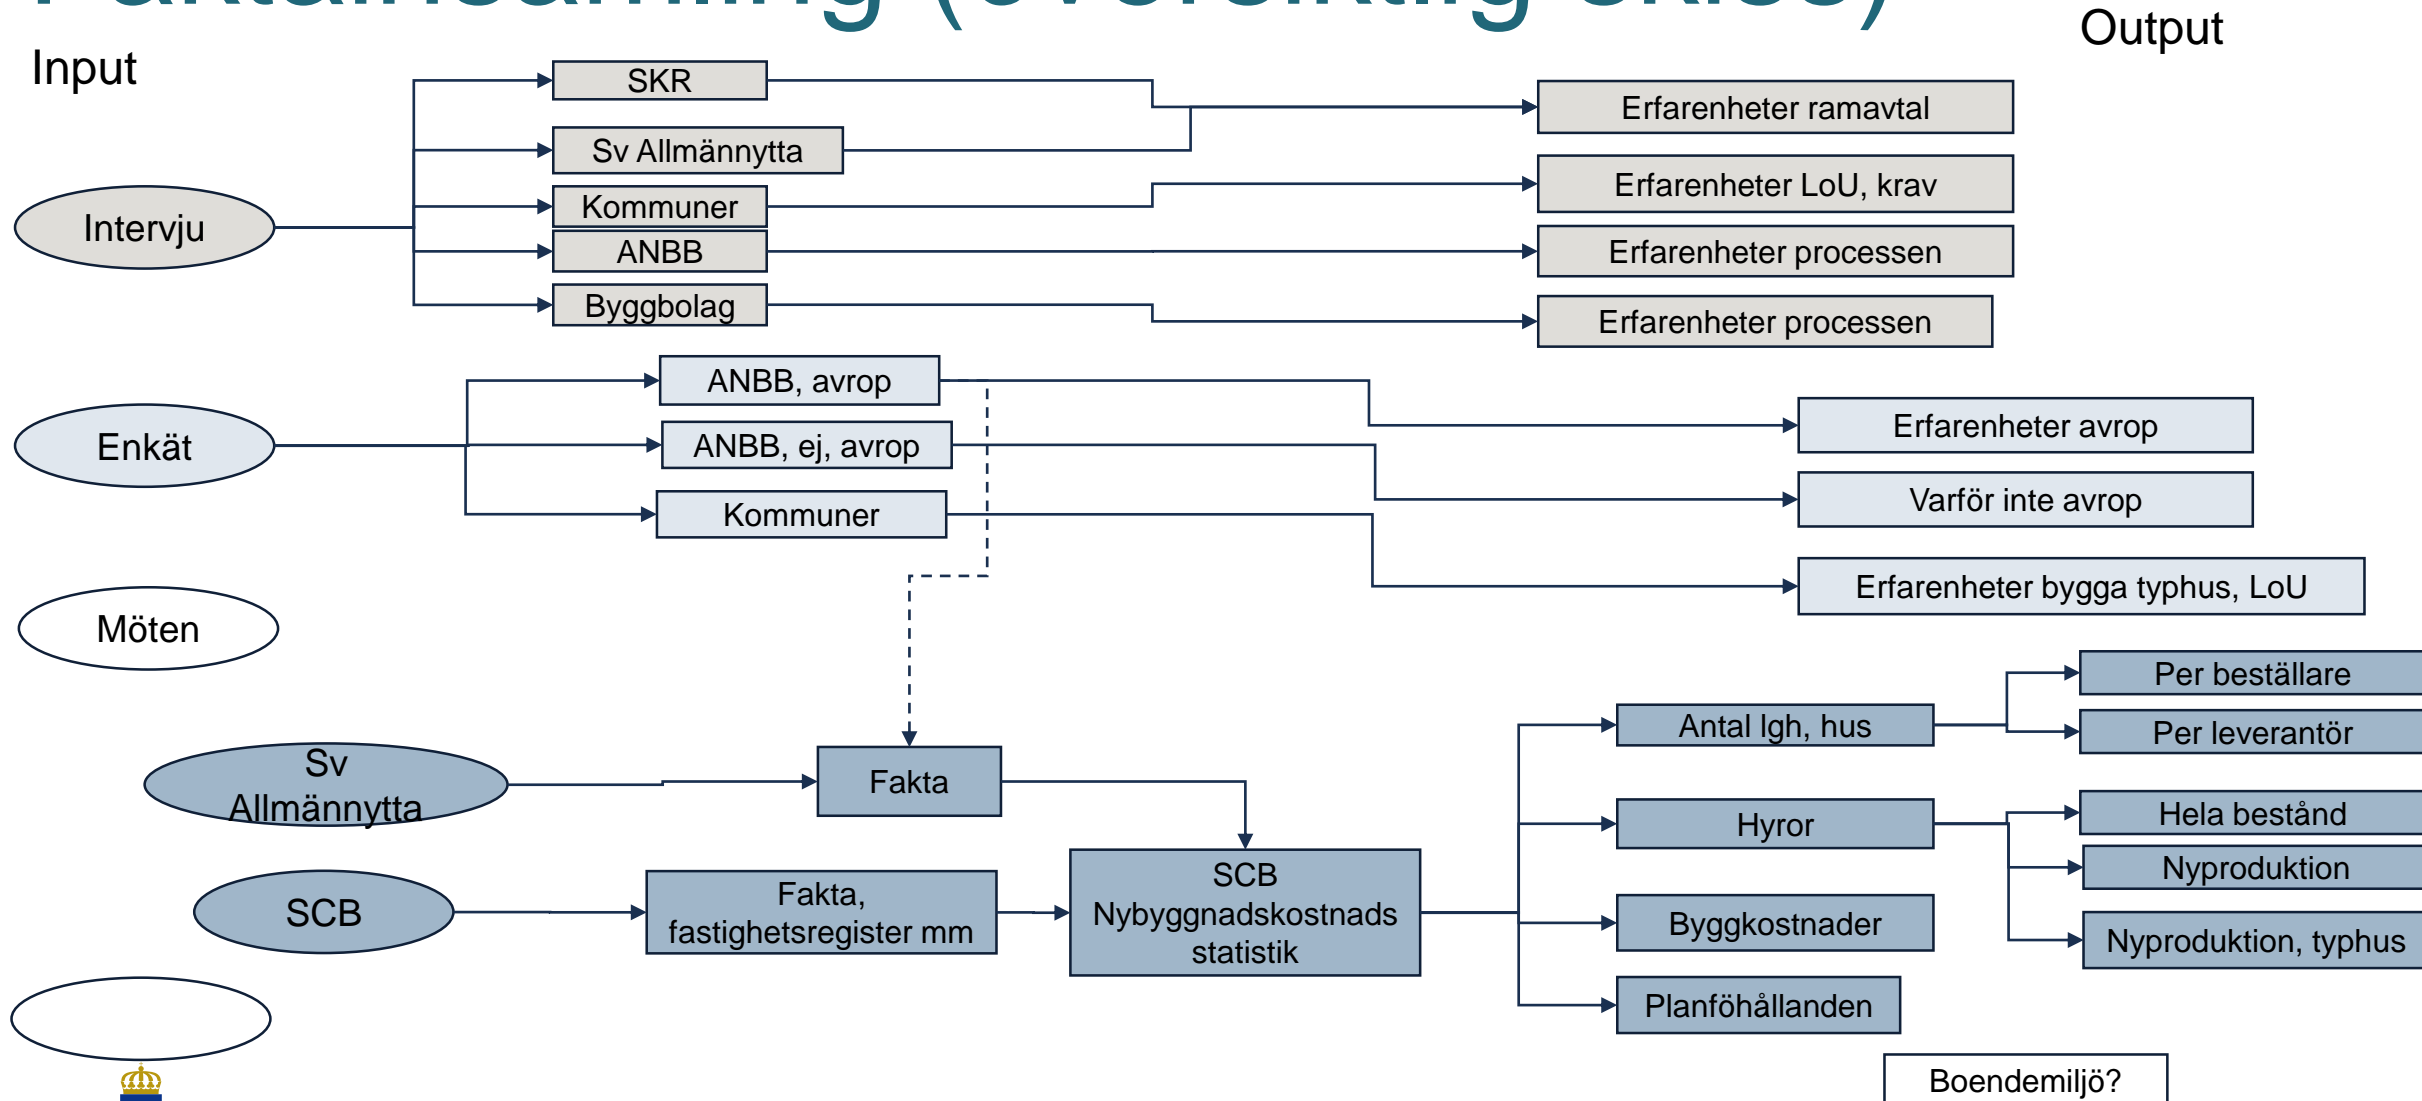 Faktainsamling (översiktlig skiss)
Input
Output
SKR
Erfarenheter ramavtal
Sv Allmännytta
Erfarenheter LoU, krav
Kommuner
Intervju
ANBB
Erfarenheter processen
Byggbolag
Erfarenheter processen
ANBB, avrop
Erfarenheter avrop
Enkät
ANBB, ej, avrop
Varför inte avrop
Kommuner
Erfarenheter bygga typhus, LoU
Möten
Per beställare
Antal lgh, hus
Per leverantör
Sv
Allmännytta
Fakta
Hela bestånd
Hyror
Nyproduktion
SCB
Fakta,
fastighetsregister mm
SCB
Nybyggnadskostnads
statistik
Byggkostnader
Nyproduktion, typhus
Planföhållanden
Boendemiljö?